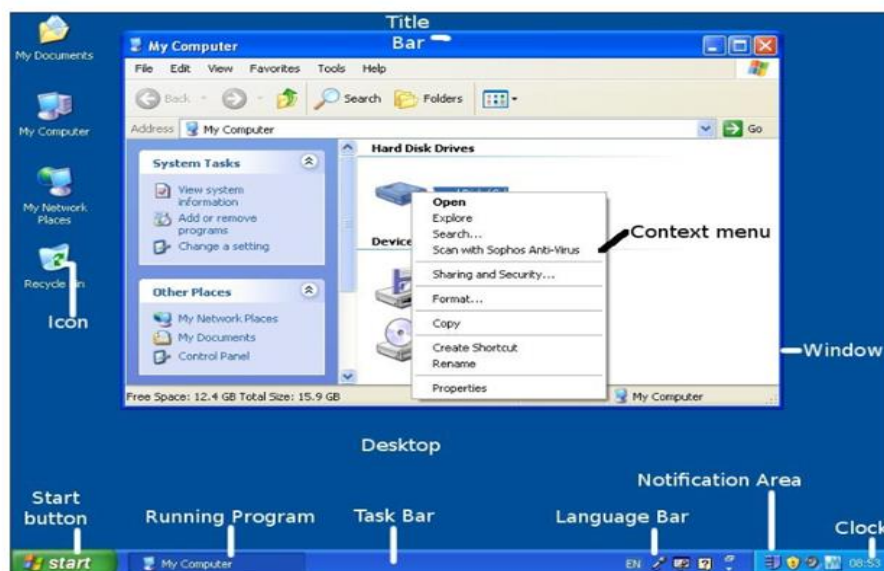 Title
Bar
My Documents
My Computer
My Network
Places
Recycle
Icon
My Computer
File Edit View Favorites Tools Help
Back
Search
Folders
Address My Computer Go
System Tasks
View system
information
Add or remove
programs
Change a setting
Other Places
My Network Places
My Documents
Control Panel
Hard Disk Drives
Open
Explore
Search...
Scan with Sophos Anti-Virus
Sharing and Security...
Format...
Copy
Create Shortcut
Rename
Properties
Context menu
Window
Free Space: 12.4 GB Total Size: 15.9 GB
My Computer
Desktop
Notification Area
Start
button
Running Program
Task Bar
Language Bar
Clock
start
My Computer
EN
08:53